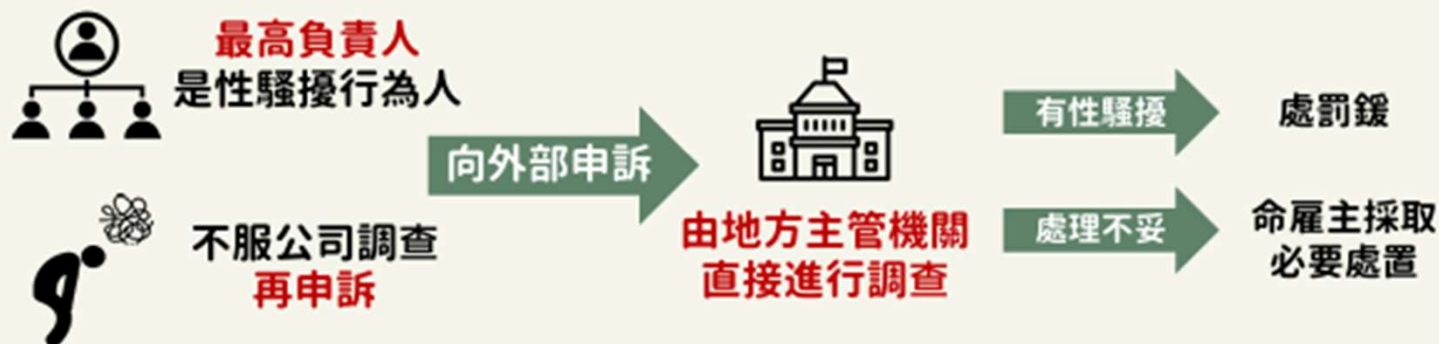 最高負責人
是性騷擾行為人
不服公司調查
再申訴
向外部申訴
由地方主管機關
直接進行調查
有性騷擾
處罰鍰
處理不妥
命雇主採取
必要處置